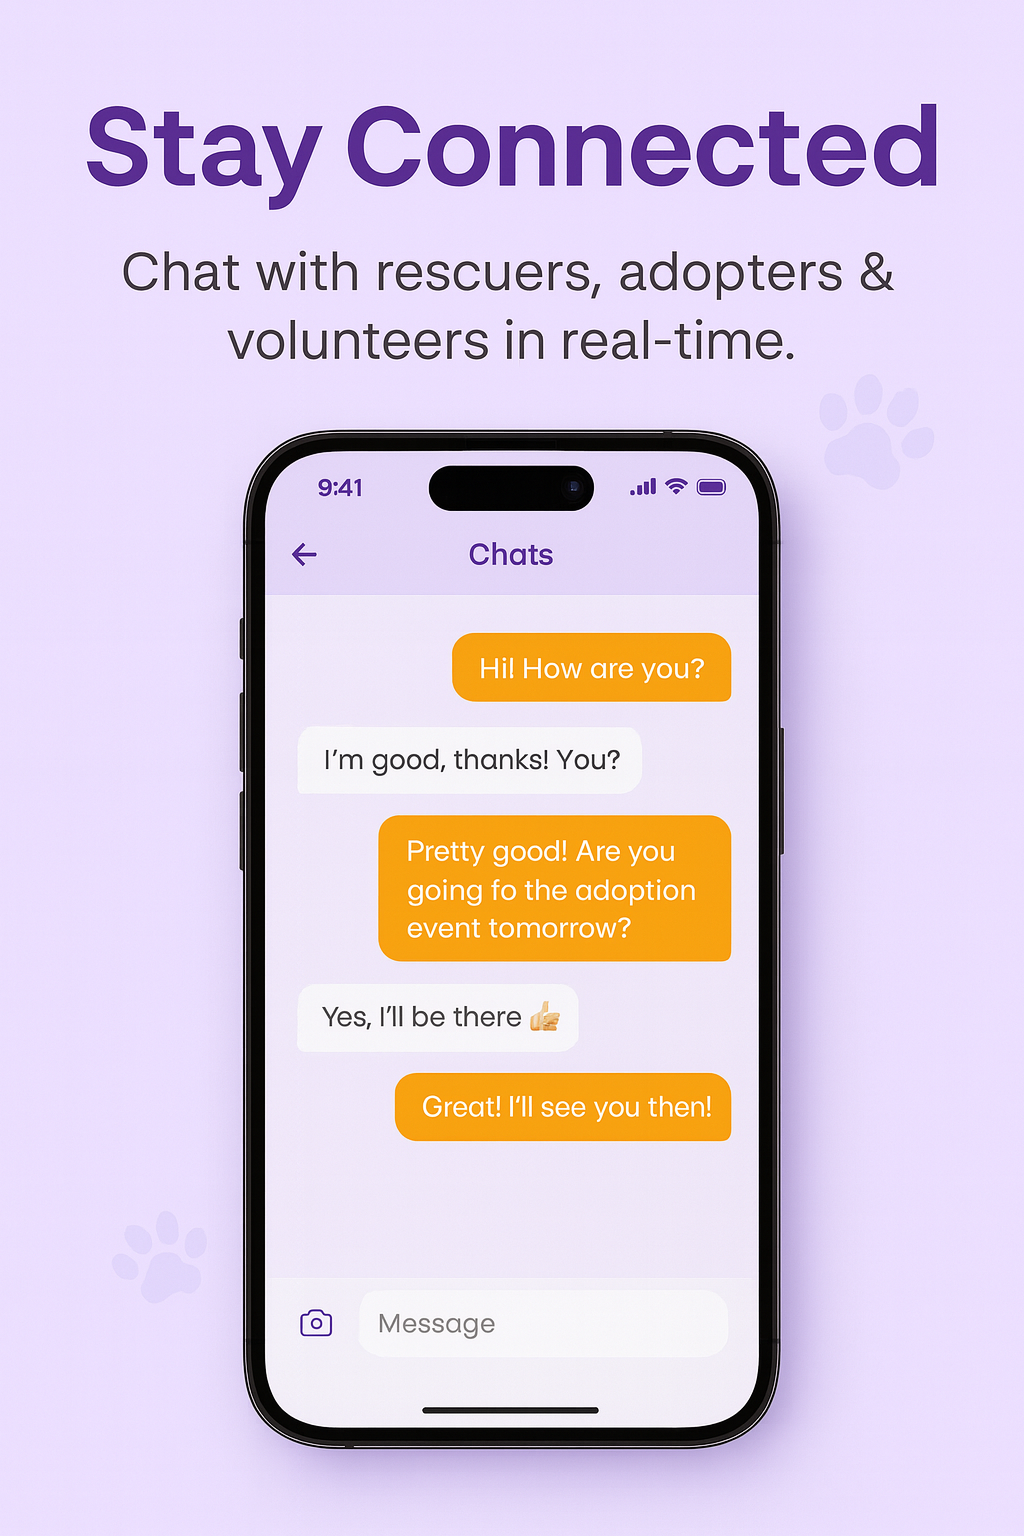 Stay Connected
Chat with rescuers, adopters &
volunteers in real-time.
9:41
Chats
Hi! How are you?
I'm good, thanks! You?
Pretty good! Are you
going fo the adoption
event tomorrow?
Yes, I'll be there 👍
Great! I'll see you then!
Message